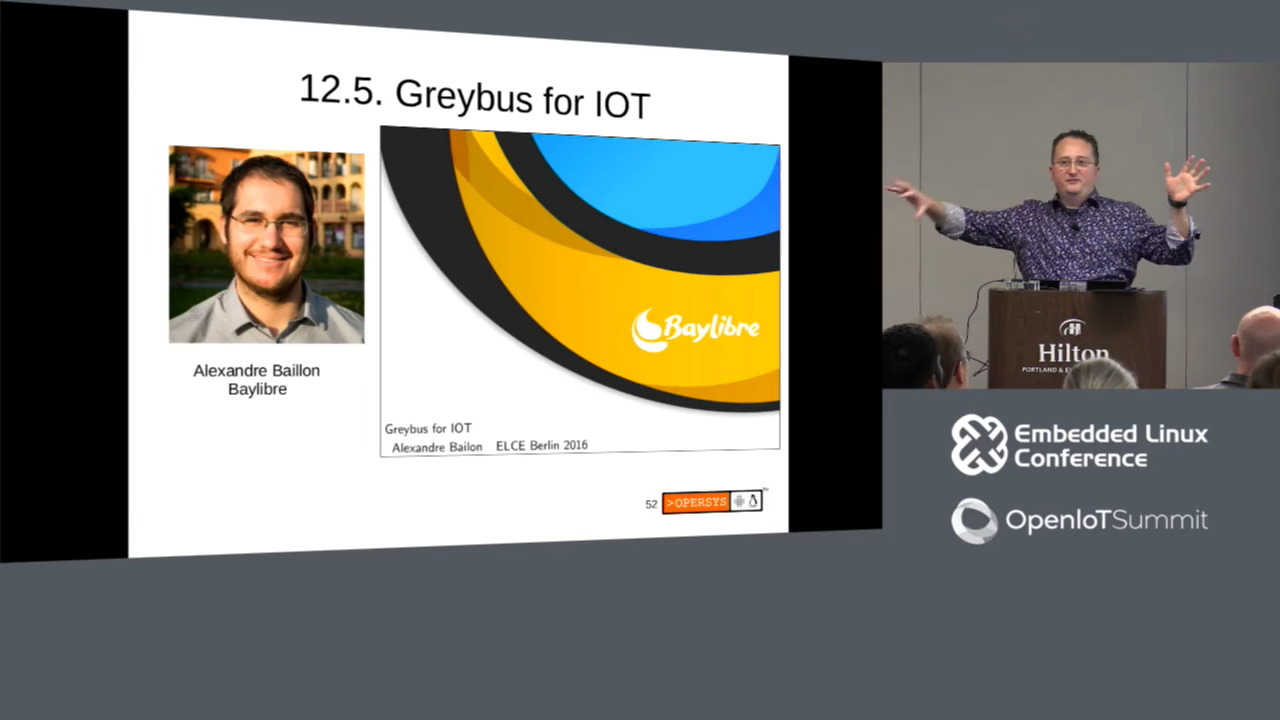 12.5. Greybus for IOT
Baylibre
Alexandre Baillon
Baylibre
Greybus for IOT
Alexandre Bailon ELCE Berlin 2016
52
>OPERSYS
Hilton
Embedded Linux
Conference
OpenIoTSummit